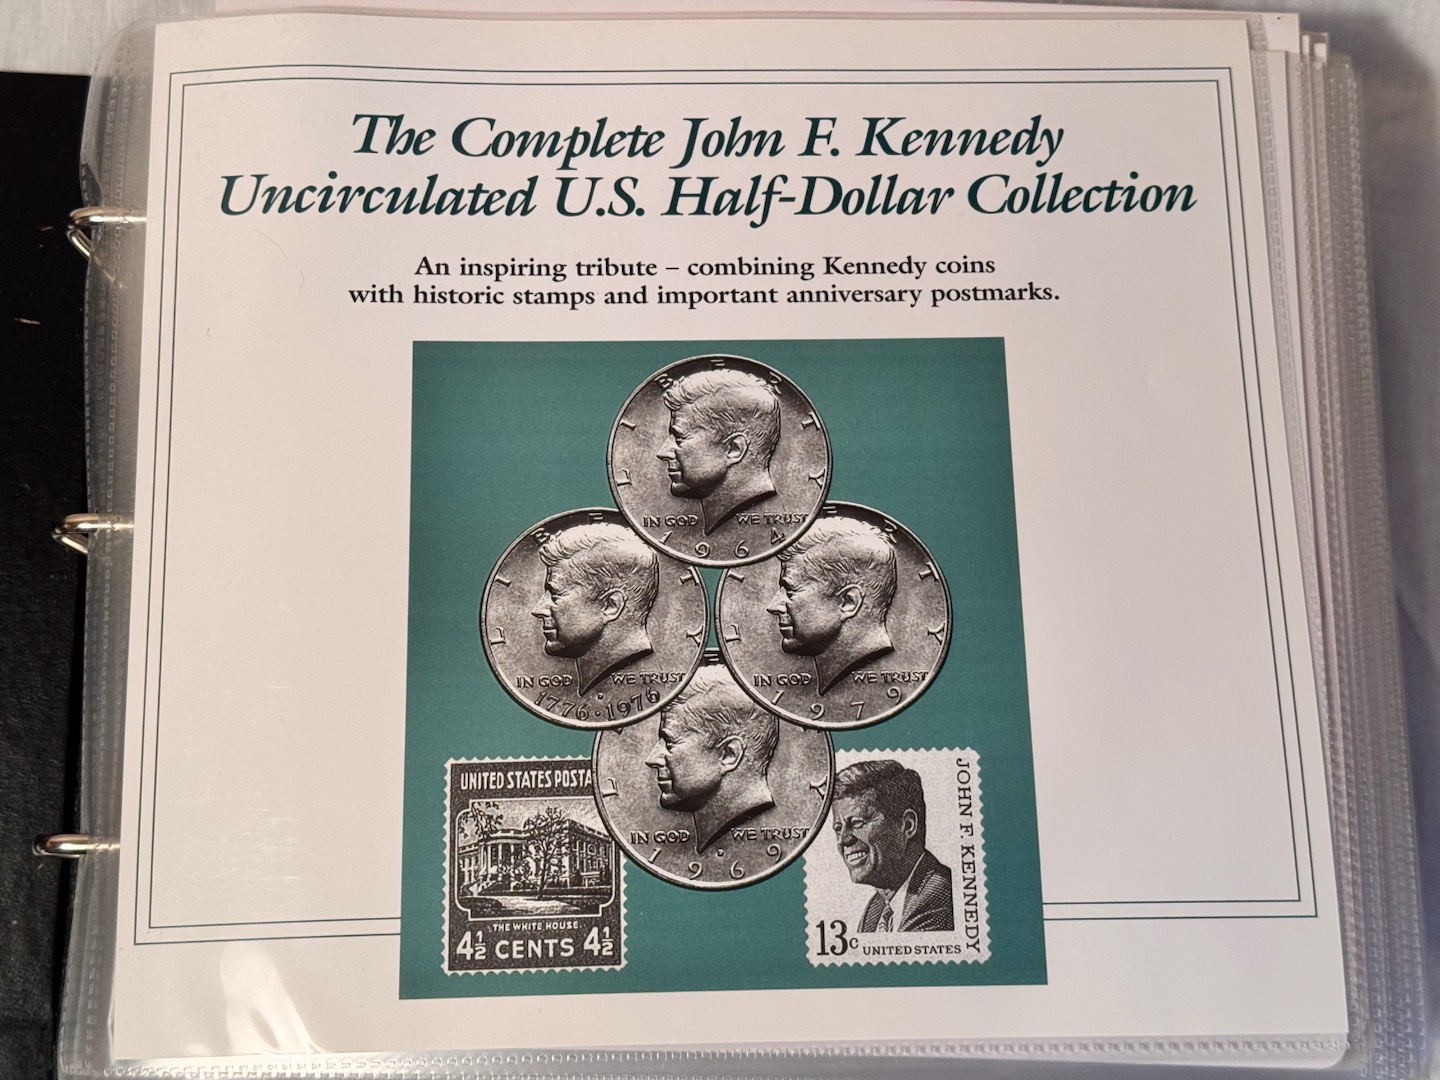 The Complete John F. Kennedy
Uncirculated U.S. Half-Dollar Collection
An inspiring tribute – combining Kennedy coins
with historic stamps and important anniversary postmarks.
LIBERTY
IN GOD WE TRUST
1964
LIBERTY
IN GOD WE TRUST
1776·1976
LIBERTY
IN GOD WE TRUST
1979
L Y
IN GOD WE TRUST
D
1969
UNITED STATES POSTA
THE WHITE HOUSE
4½ CENTS 4½
JOHN F. KENNEDY
13c UNITED STATES